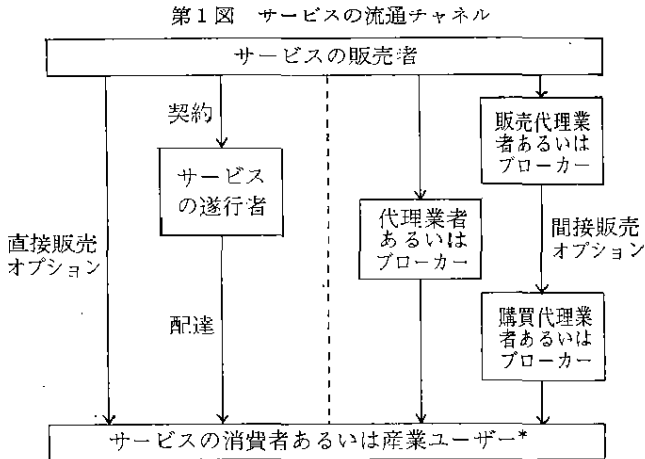 第1図 サービスの流通チャネル
サービスの販売者
契約
サービス
の遂行者
直接販売
オプション
配達
代理業者
あるいは
ブローカー
販売代理業
者あるいは
ブローカー
間接販売
オプション
購買代理業
者あるいは
ブローカー
サービスの消費者あるいは産業ユーザー*